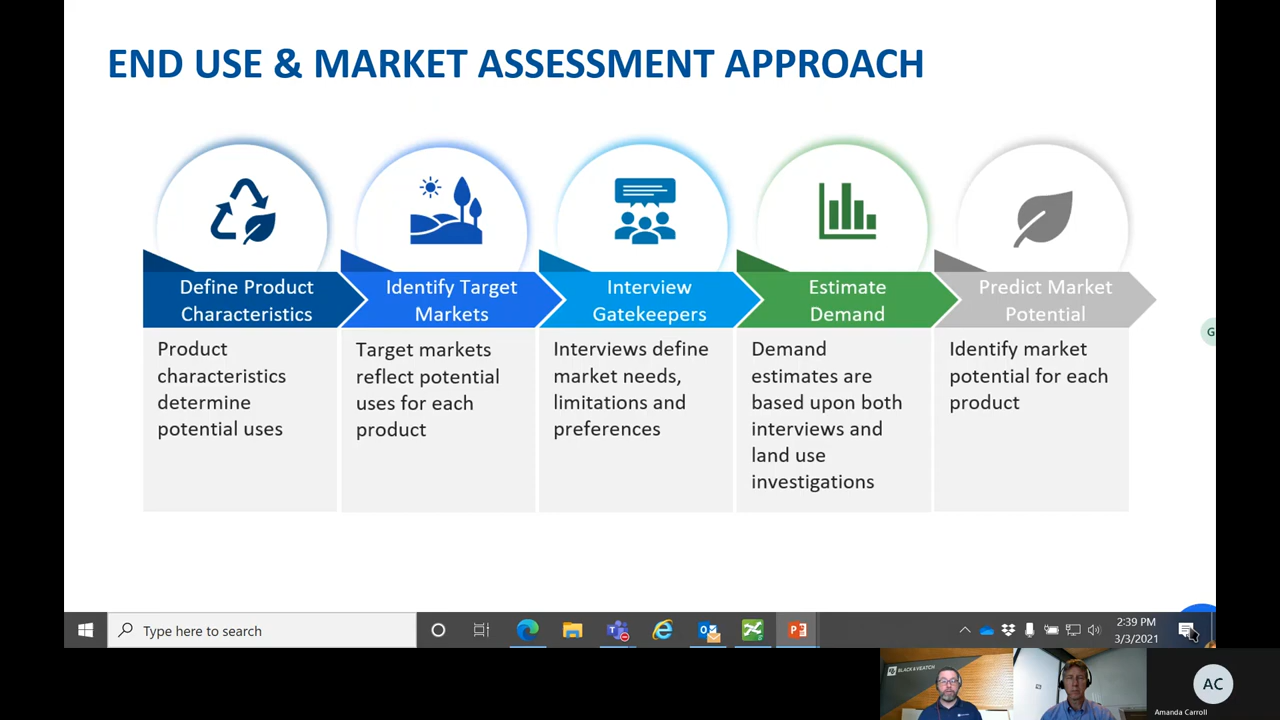 END USE & MARKET ASSESSMENT APPROACH
Define Product
Characteristics
Product
characteristics
determine
potential uses
Identify Target
Markets
Target markets
reflect potential
uses for each
product
Interview
Gatekeepers
Interviews define
market needs,
limitations and
preferences
Estimate
Demand
Demand
estimates are
based upon both
interviews and
land use
investigations
Predict Market
Potential
Identify market
potential for each
product
G
Type here to search
2:39 PM
3/3/2021
BLACK & VEATCH
AC
Amanda Carroll